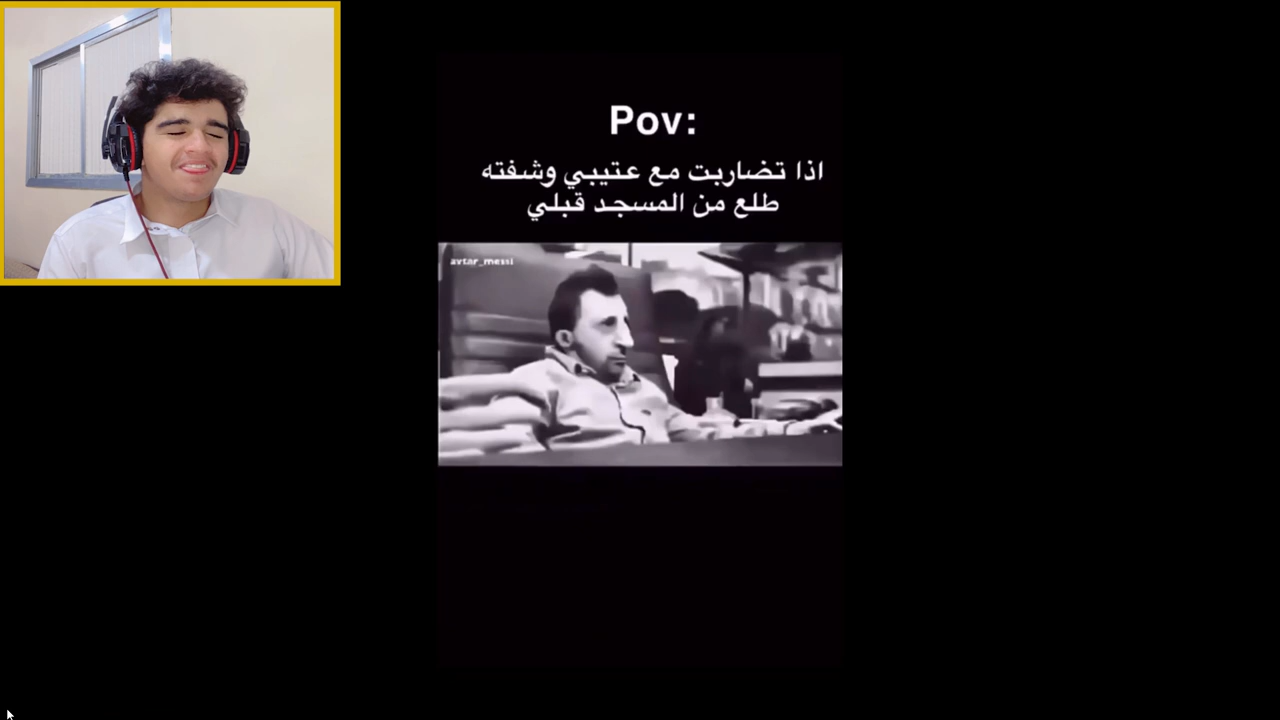 Pov:
اذا تضاربت مع عتيبي وشفته
طلع من المسجد قبلي
avtar_messi